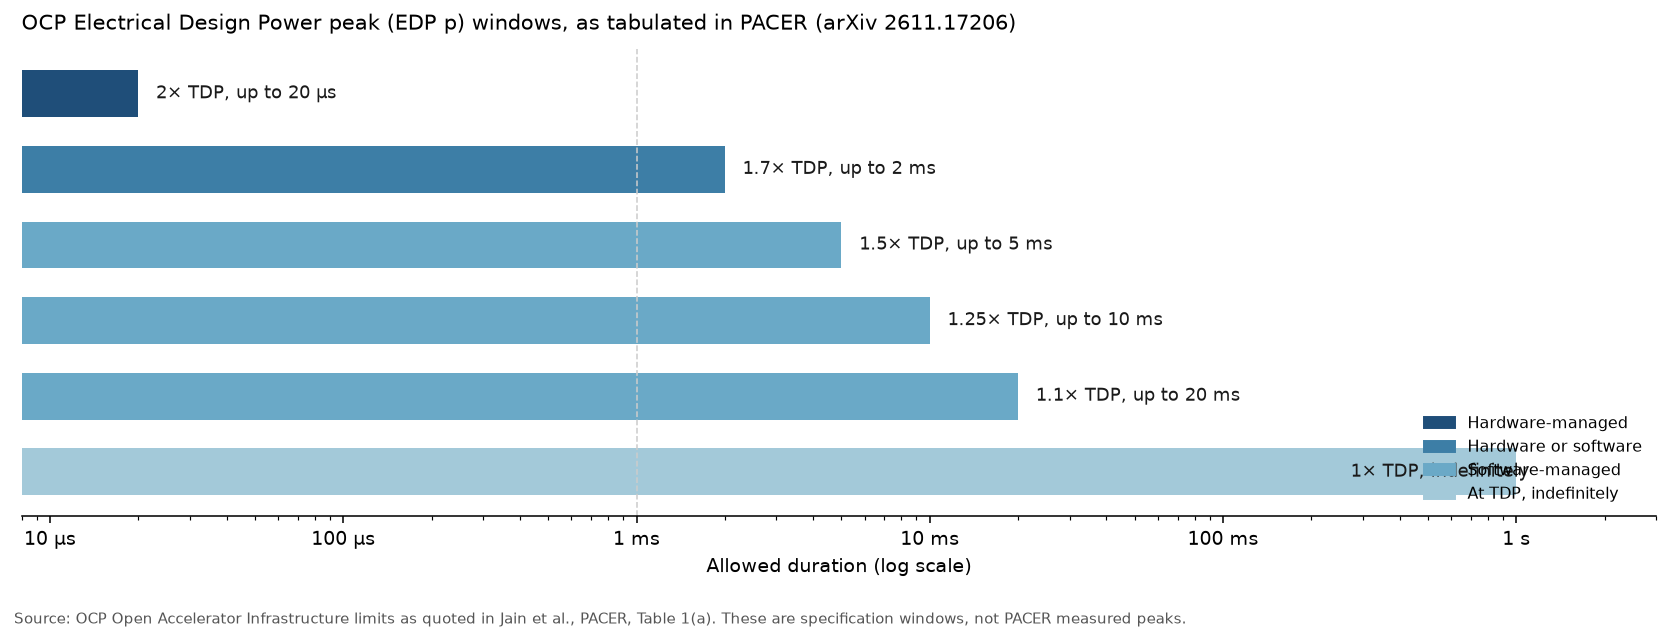 OCP Electrical Design Power peak (EDP p) windows, as tabulated in PACER (arXiv 2611.17206)
2× TDP, up to 20 µs
1.7× TDP, up to 2 ms
1.5× TDP, up to 5 ms
1.25× TDP, up to 10 ms
1.1× TDP, up to 20 ms
1× TDP, indefinitely
Hardware-managed
Hardware or software
Software-managed
At TDP, indefinitely
10 µs 100 µs 1 ms 10 ms 100 ms 1 s
Allowed duration (log scale)
Source: OCP Open Accelerator Infrastructure limits as quoted in Jain et al., PACER, Table 1(a). These are specification windows, not PACER measured peaks.